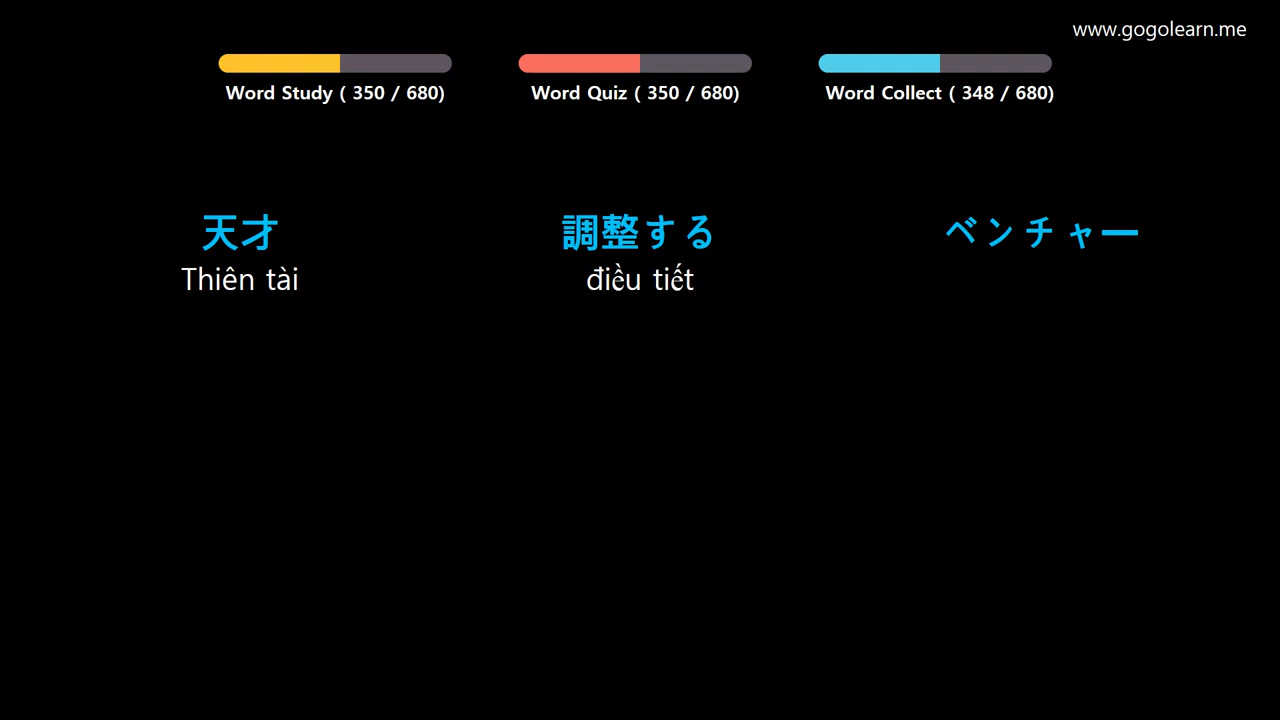 www.gogolearn.me
Word Study ( 350 / 680)
Word Quiz ( 350 / 680)
Word Collect ( 348 / 680)
天才
調整する
ベンチャー
Thiên tài
điều tiết